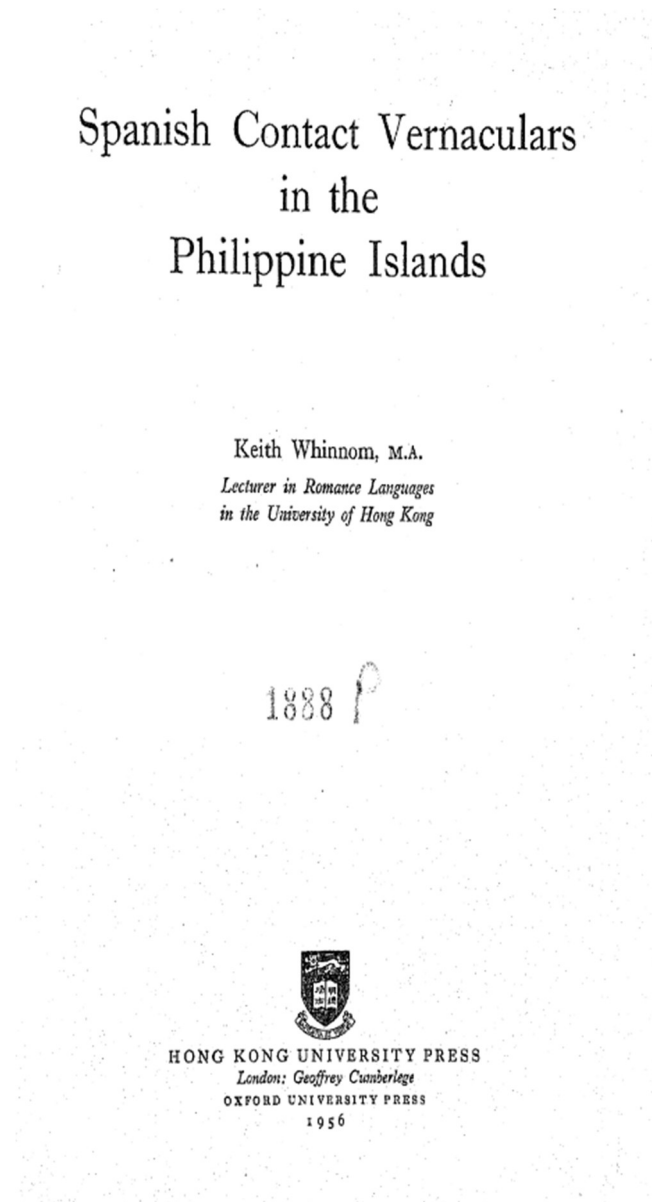 Spanish Contact Vernaculars
in the
Philippine Islands
Keith Whinnom, M.A.
Lecturer in Romance Languages
in the University of Hong Kong
1888
HONG KONG UNIVERSITY PRESS
London: Geoffrey Cumberlege
OXFORD UNIVERSITY PRESS
1956